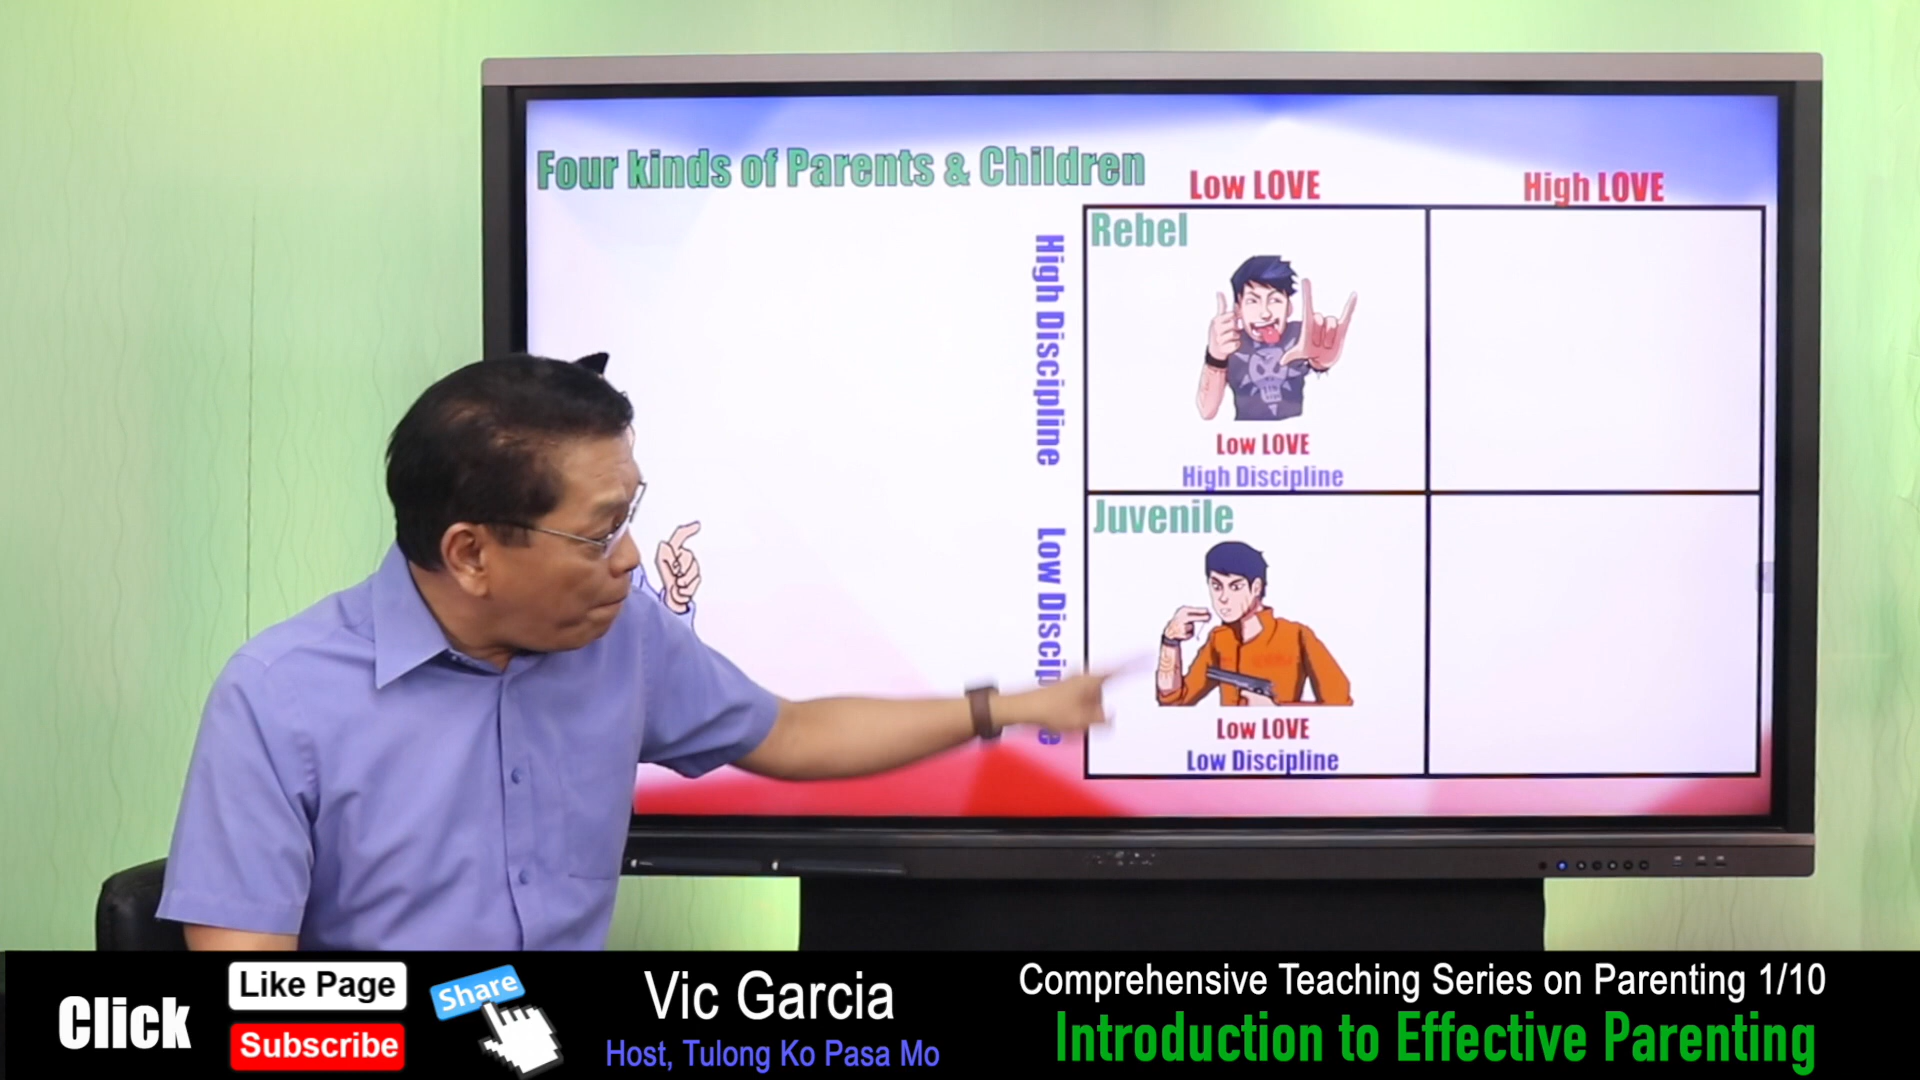 Four kinds of Parents & Children
Low LOVE
High LOVE
High Discipline
Rebel
Low LOVE
High Discipline
Juvenile
Low LOVE
Low Discipline
Click
Like Page
Subscribe
Share
Vic Garcia
Host, Tulong Ko Pasa Mo
Comprehensive Teaching Series on Parenting 1/10
Introduction to Effective Parenting